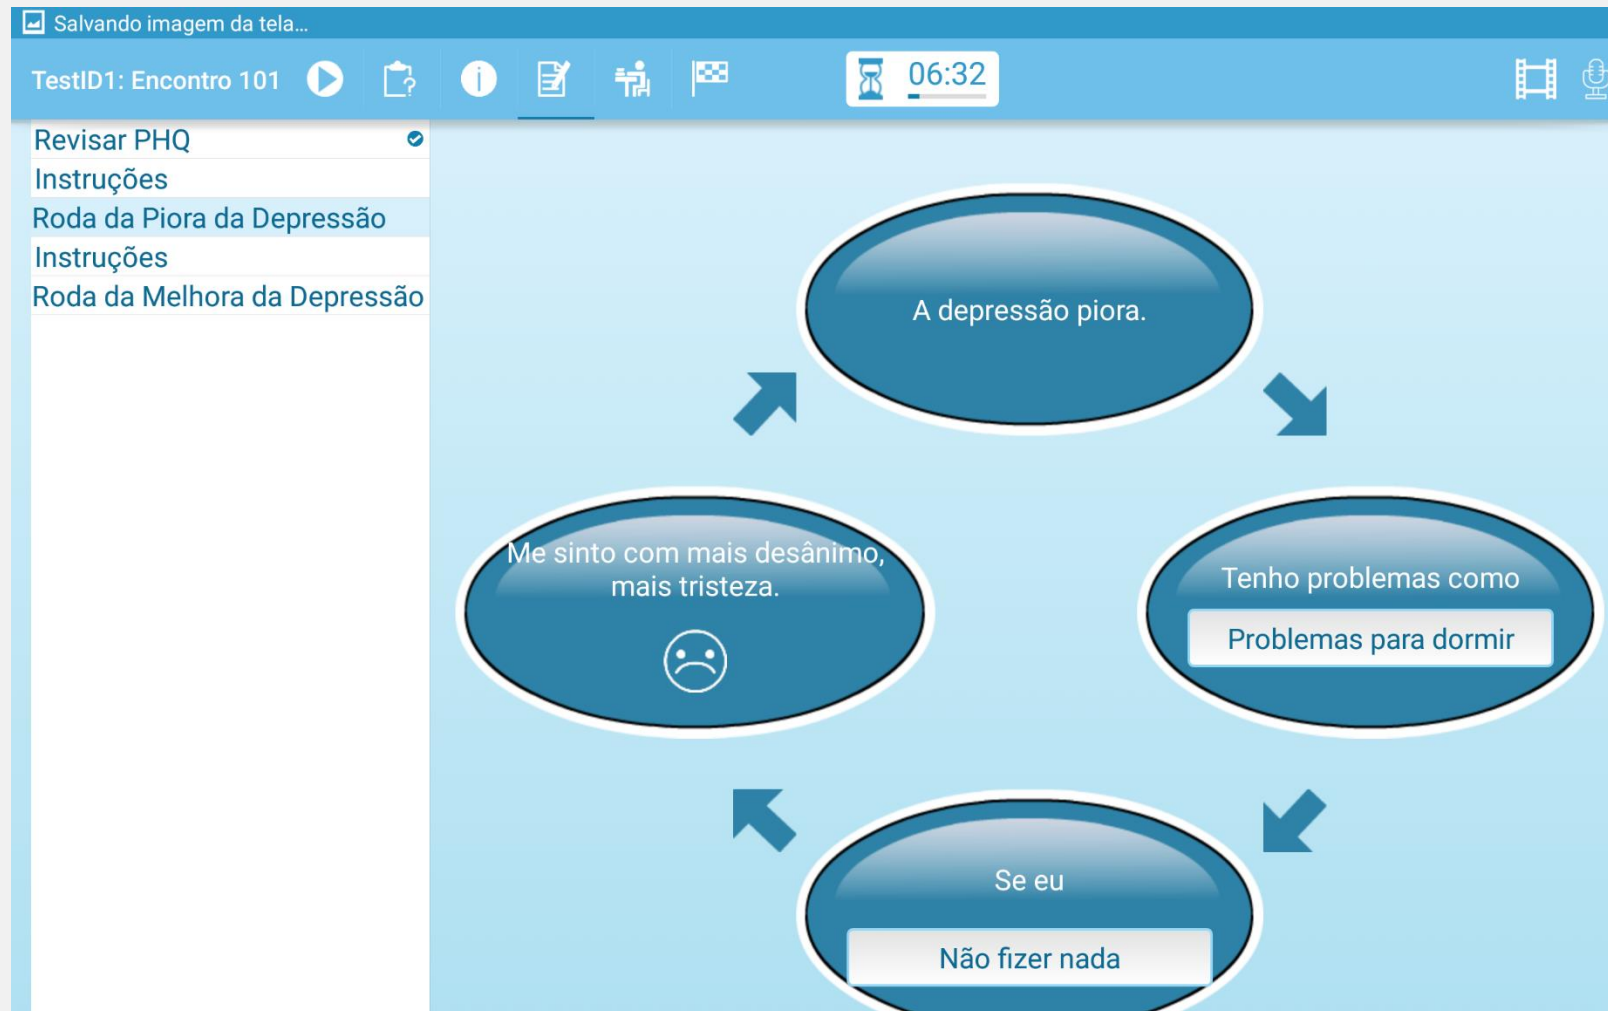 Salvando imagem da tela...
TestID1: Encontro 101
06:32
Revisar PHQ
Instruções
Roda da Piora da Depressão
Instruções
Roda da Melhora da Depressão
A depressão piora.
Me sinto com mais desânimo,
mais tristeza.
Tenho problemas como
Problemas para dormir
Se eu
Não fizer nada